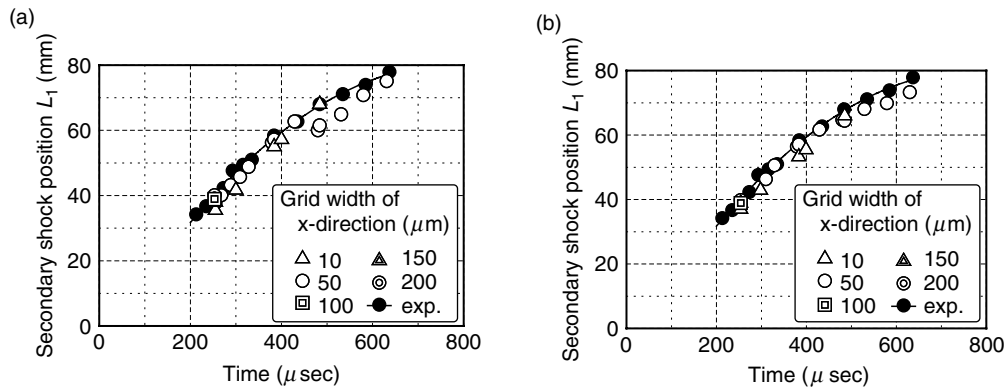 (a)
Secondary shock position L₁ (mm)
80
60
40
20
0
0 200 400 600 800
Time (μ sec)
Grid width of
x-direction (μm)
10 150
50 200
100 exp.
(b)
Secondary shock position L₁ (mm)
80
60
40
20
0
0 200 400 600 800
Time (μ sec)
Grid width of
x-direction (μm)
10 150
50 200
100 exp.